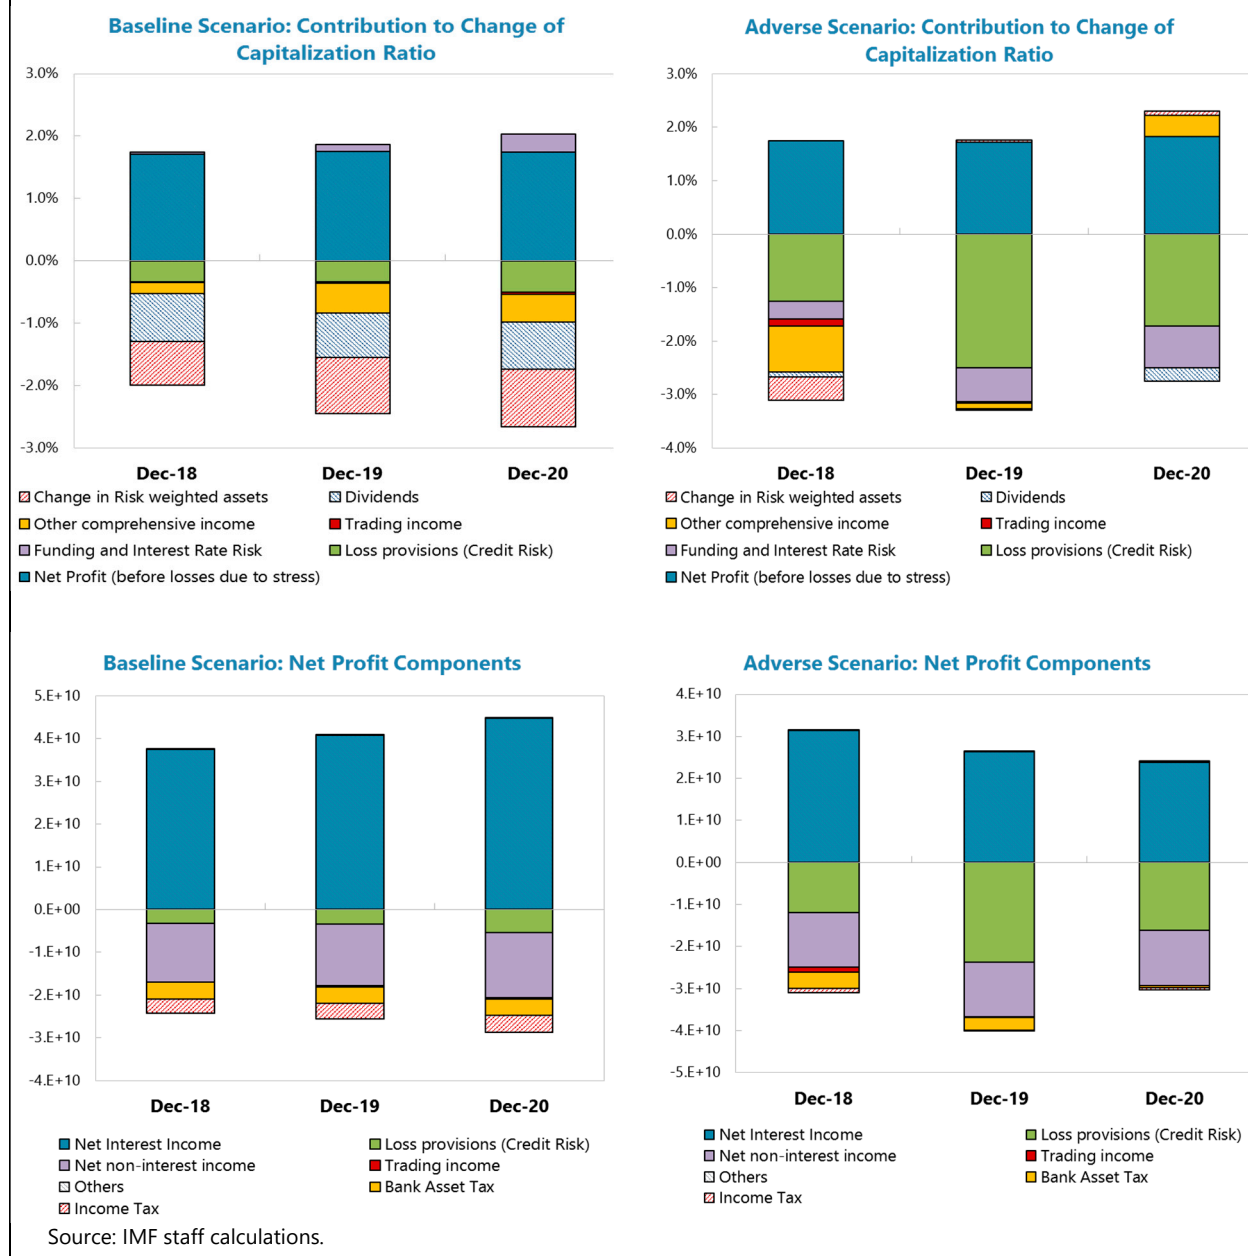 Baseline Scenario: Contribution to Change of
Capitalization Ratio
3.0%
2.0%
1.0%
0.0%
-1.0%
-2.0%
-3.0%
Dec-18
Dec-19
Dec-20
Change in Risk weighted assets
Dividends
Other comprehensive income
Trading income
Funding and Interest Rate Risk
Loss provisions (Credit Risk)
Net Profit (before losses due to stress)
Adverse Scenario: Contribution to Change of
Capitalization Ratio
3.0%
2.0%
1.0%
0.0%
-1.0%
-2.0%
-3.0%
-4.0%
Dec-18
Dec-19
Dec-20
Change in Risk weighted assets
Dividends
Other comprehensive income
Trading income
Funding and Interest Rate Risk
Loss provisions (Credit Risk)
Net Profit (before losses due to stress)
Baseline Scenario: Net Profit Components
5.E+10
4.E+10
3.E+10
2.E+10
1.E+10
0.E+00
-1.E+10
-2.E+10
-3.E+10
-4.E+10
Dec-18
Dec-19
Dec-20
Net Interest Income
Loss provisions (Credit Risk)
Net non-interest income
Trading income
Others
Bank Asset Tax
Income Tax
Adverse Scenario: Net Profit Components
4.E+10
3.E+10
2.E+10
1.E+10
0.E+00
-1.E+10
-2.E+10
-3.E+10
-4.E+10
-5.E+10
Dec-18
Dec-19
Dec-20
Net Interest Income
Loss provisions (Credit Risk)
Net non-interest income
Trading income
Others
Bank Asset Tax
Income Tax
Source: IMF staff calculations.